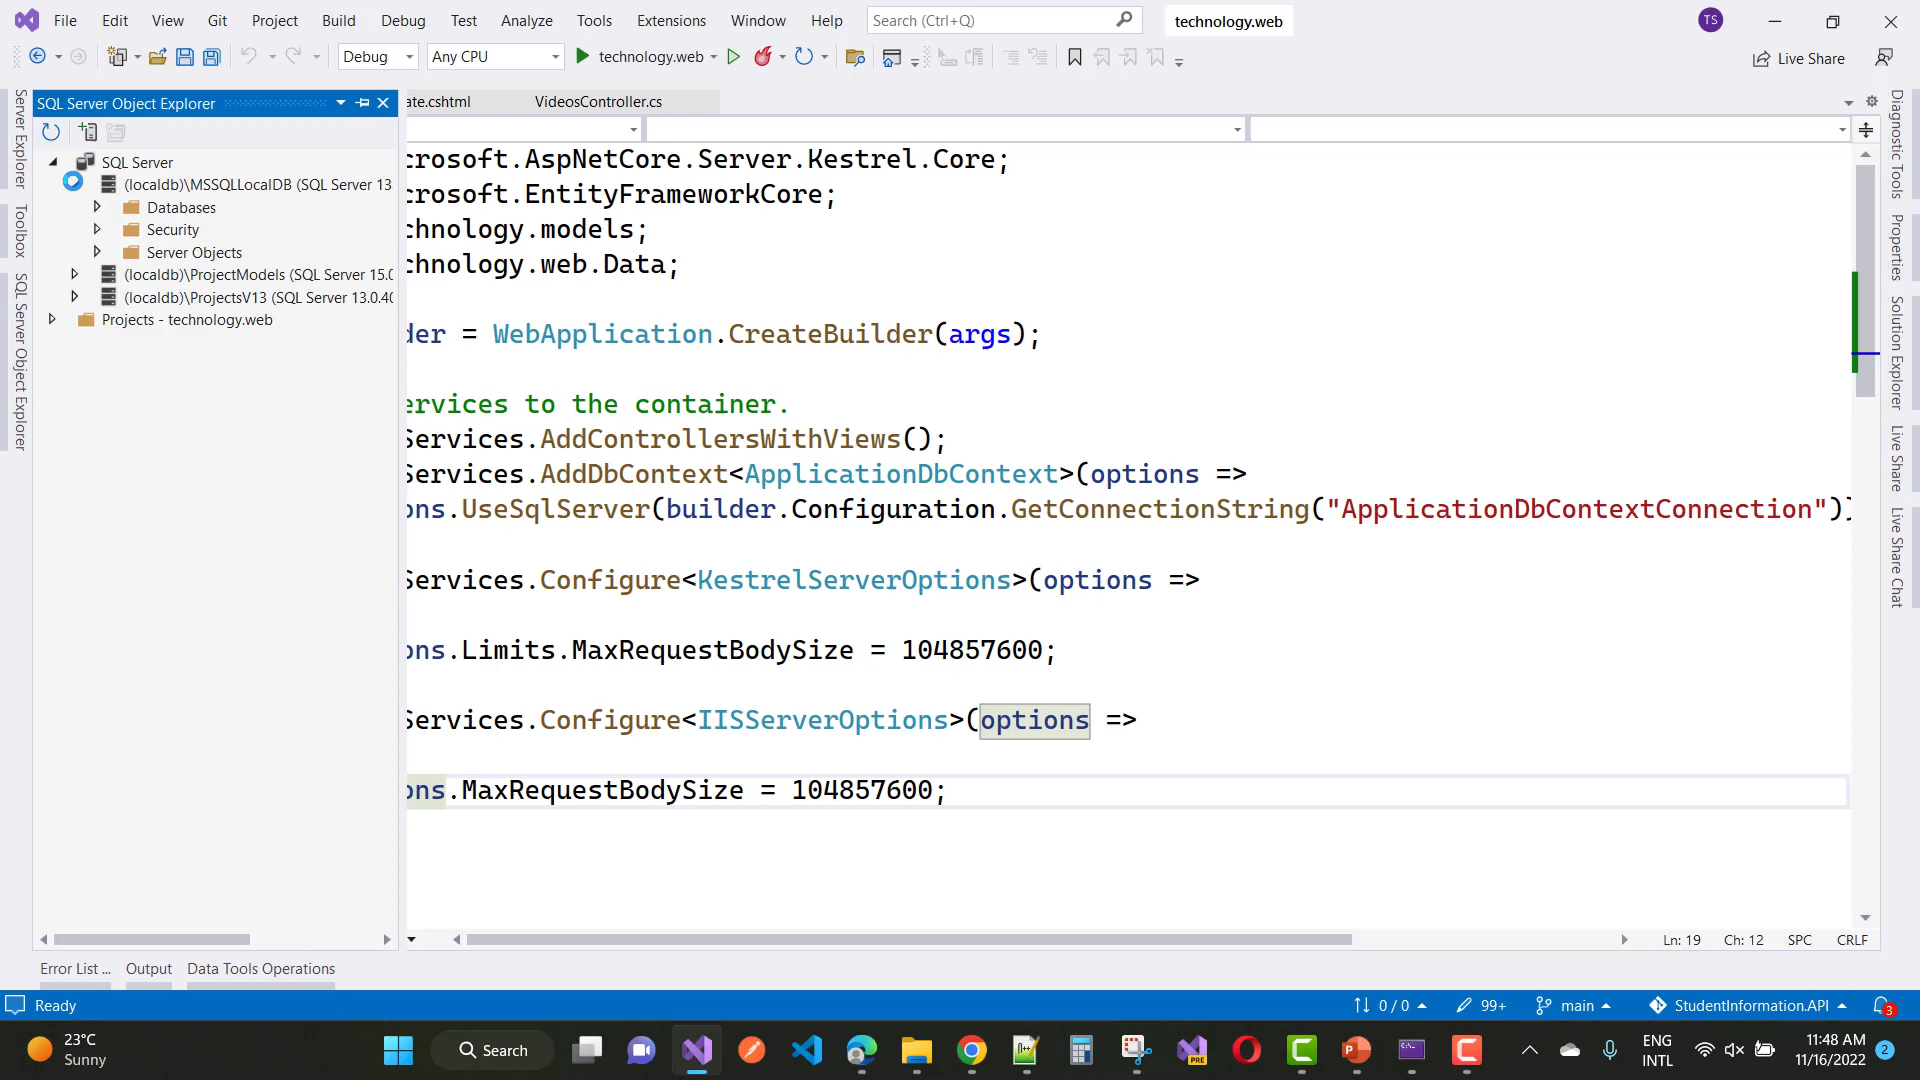 File Edit View Git Project Build Debug Test Analyze Tools Extensions Window Help Search (Ctrl+Q) technology.web TS
Debug Any CPU technology.web Live Share
SQL Server Object Explorer ate.cshtml VideosController.cs
SQL Server
(localdb)\MSSQLLocalDB (SQL Server 13
Databases
Security
Server Objects
(localdb)\ProjectModels (SQL Server 15.0
(localdb)\ProjectsV13 (SQL Server 13.0.40
Projects - technology.web
Server Explorer
Toolbox
SQL Server Object Explorer
crosoft.AspNetCore.Server.Kestrel.Core;
crosoft.EntityFrameworkCore;
chnology.models;
chnology.web.Data;
der = WebApplication.CreateBuilder(args);
ervices to the container.
Services.AddControllersWithViews();
Services.AddDbContext<ApplicationDbContext>(options =>
ons.UseSqlServer(builder.Configuration.GetConnectionString("ApplicationDbContextConnection"))
Services.Configure<KestrelServerOptions>(options =>
ons.Limits.MaxRequestBodySize = 104857600;
Services.Configure<IISServerOptions>(options =>
ons.MaxRequestBodySize = 104857600;
Diagnostic Tools
Properties
Solution Explorer
Live Share
Live Share Chat
Ln: 19 Ch: 12 SPC CRLF
Error List ... Output Data Tools Operations
Ready 0 / 0 99+ main StudentInformation.API 3
23°C
Sunny
Search
PRE
ENG
INTL
11:48 AM
11/16/2022
2